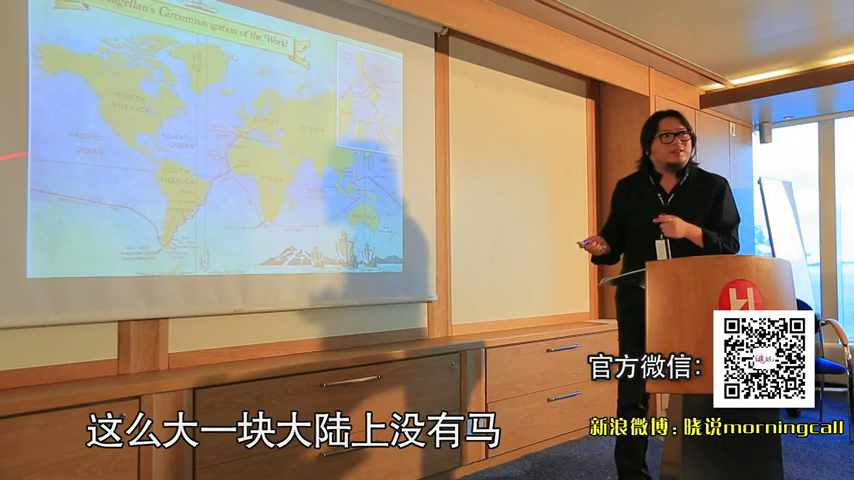 Magellan's Circumnavigation of the World
NORTH
AMERICA
EUROPE
ASIA
PACIFIC
OCEAN
ATLANTIC
OCEAN
AFRICA
SOUTH
AMERICA
官方微信:
这么大一块大陆上没有马
新浪微博:晓说morningcall